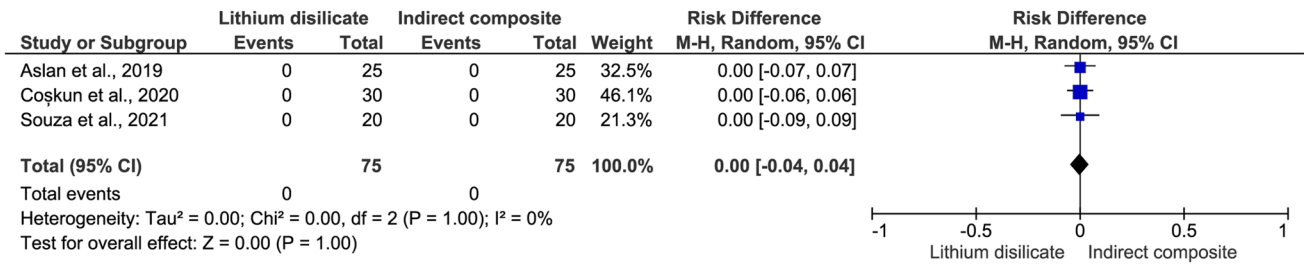 Lithium disilicate Indirect composite Risk Difference Risk Difference
Study or Subgroup Events Total Events Total Weight M-H, Random, 95% CI M-H, Random, 95% CI
Aslan et al., 2019 0 25 0 25 32.5% 0.00 [-0.07, 0.07]
Coşkun et al., 2020 0 30 0 30 46.1% 0.00 [-0.06, 0.06]
Souza et al., 2021 0 20 0 20 21.3% 0.00 [-0.09, 0.09]
Total (95% CI) 75 75 100.0% 0.00 [-0.04, 0.04]
Total events 0 0
Heterogeneity: Tau² = 0.00; Chi² = 0.00, df = 2 (P = 1.00); I² = 0%
Test for overall effect: Z = 0.00 (P = 1.00)
-1 -0.5 0 0.5 1
Lithium disilicate Indirect composite